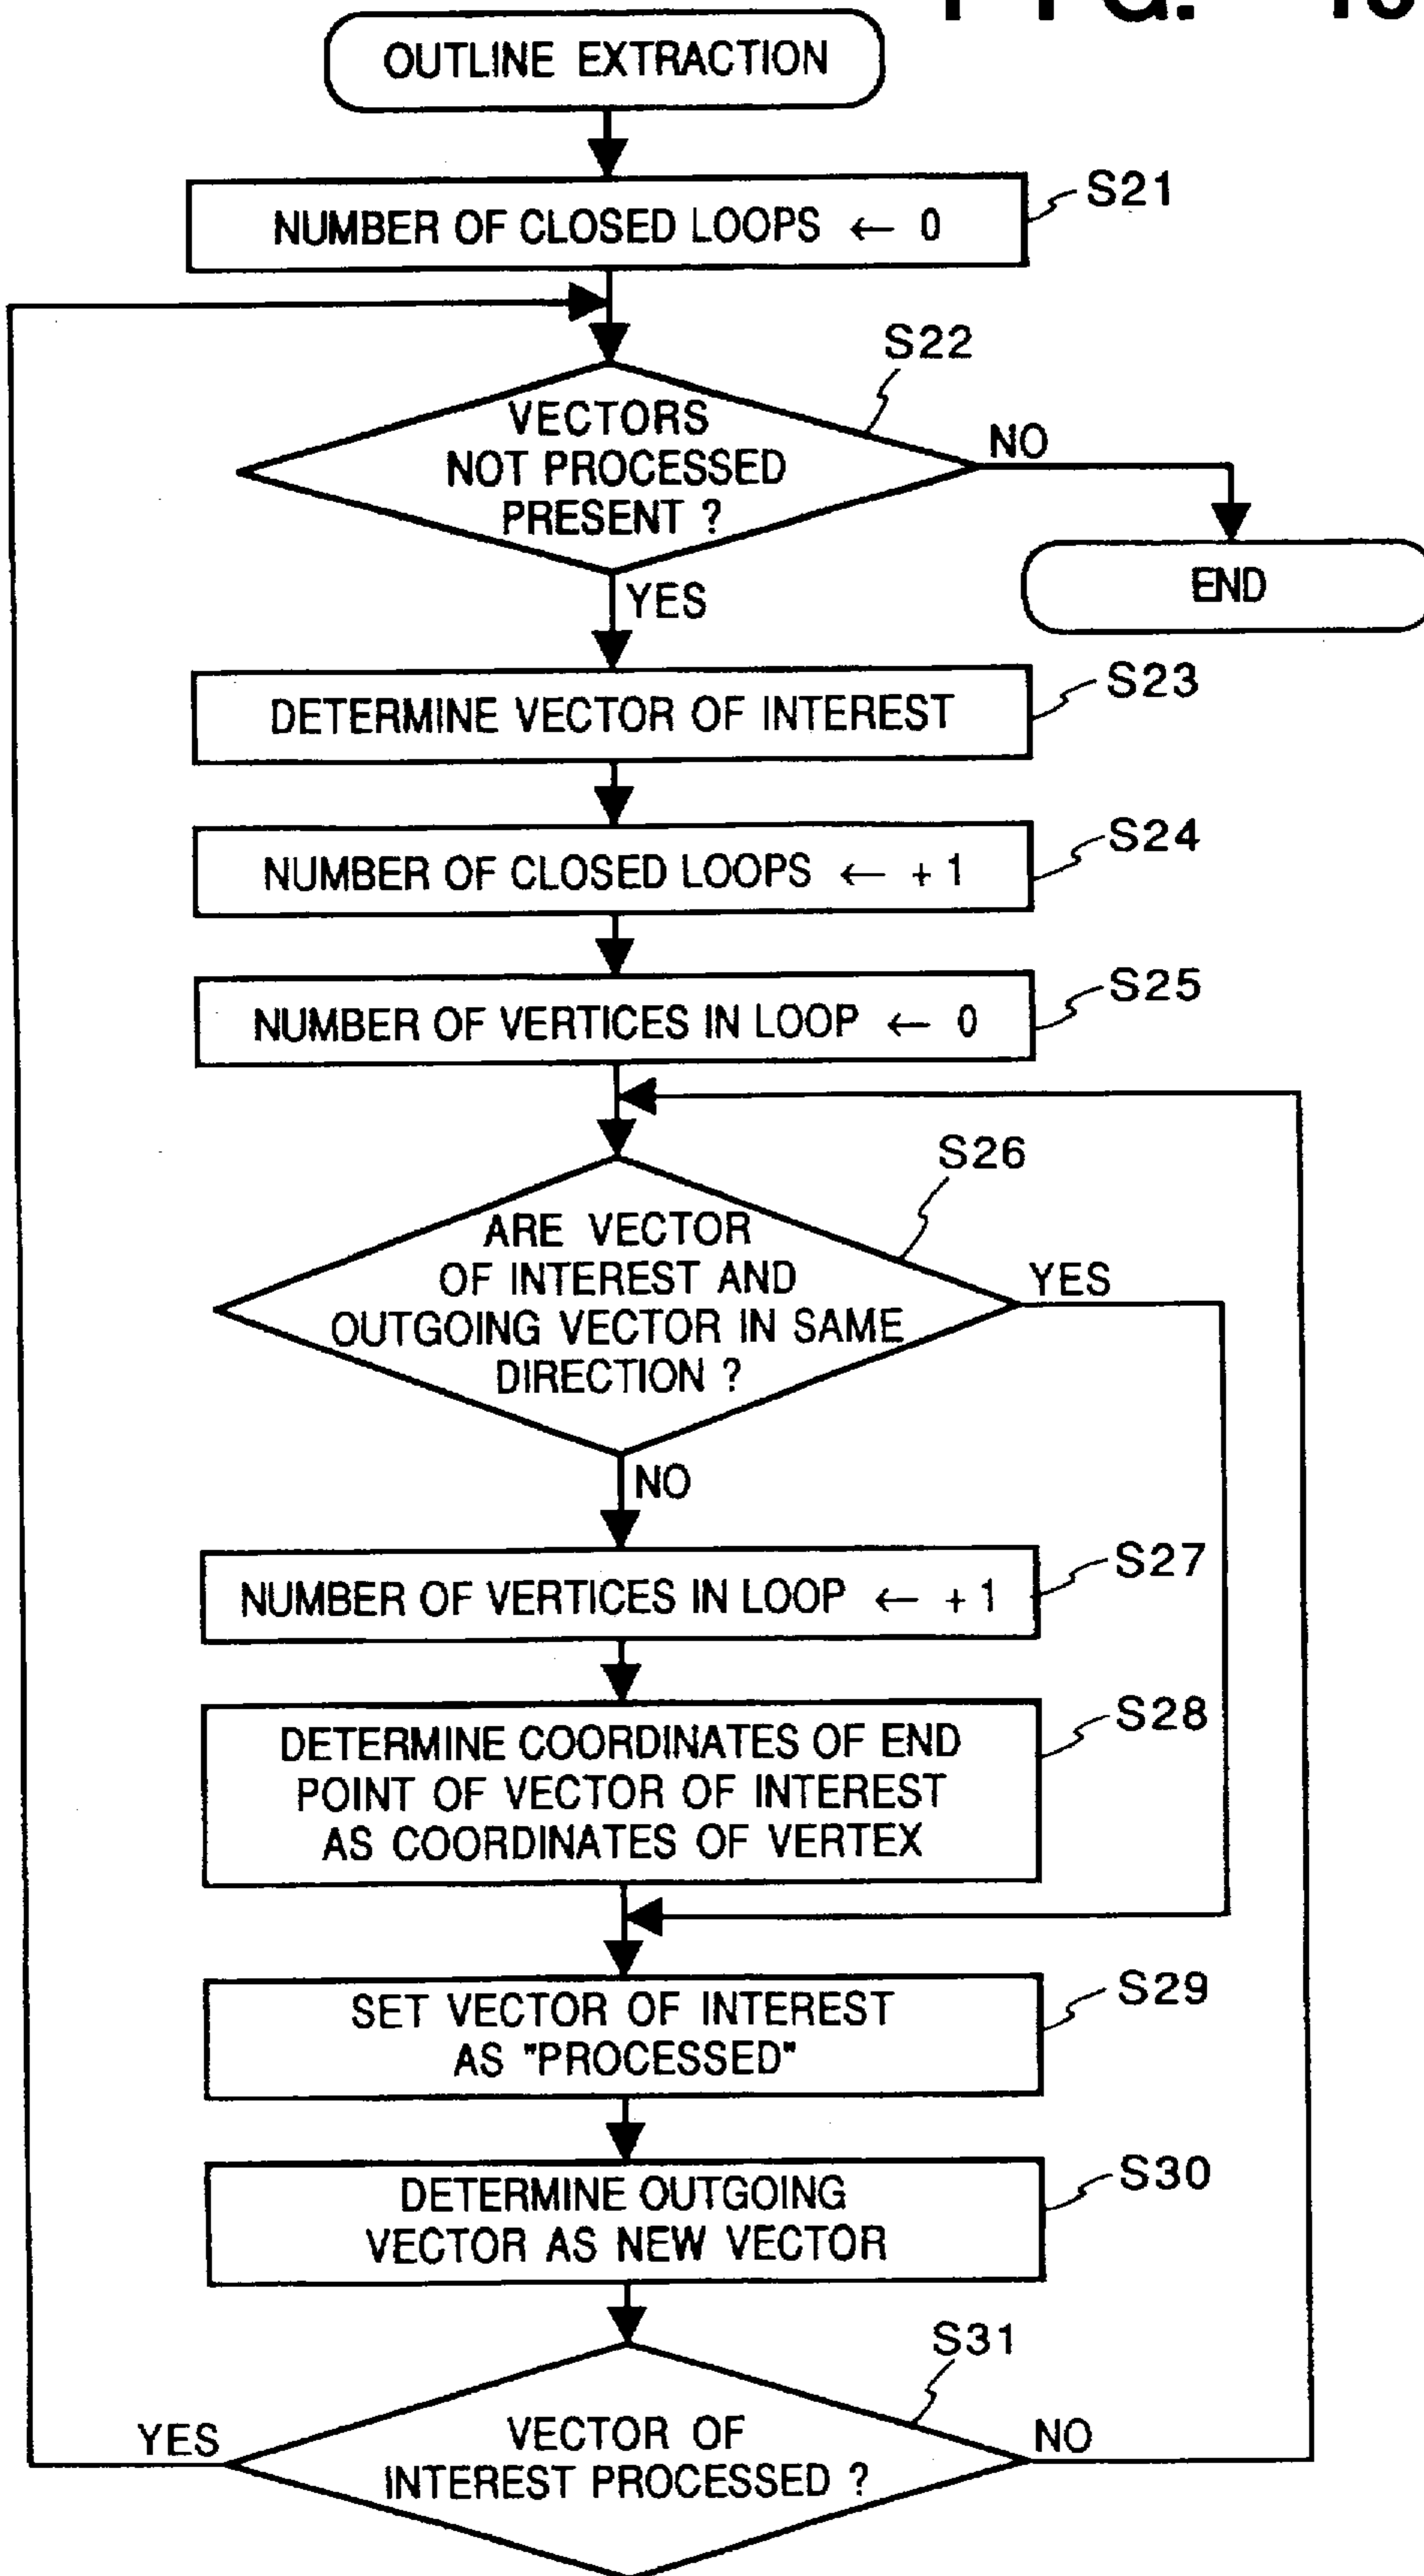 OUTLINE EXTRACTION
S21
NUMBER OF CLOSED LOOPS ← 0
S22
VECTORS
NOT PROCESSED
PRESENT ?
NO
END
YES
S23
DETERMINE VECTOR OF INTEREST
S24
NUMBER OF CLOSED LOOPS ← + 1
S25
NUMBER OF VERTICES IN LOOP ← 0
S26
ARE VECTOR
OF INTEREST AND
OUTGOING VECTOR IN SAME
DIRECTION ?
YES
NO
S27
NUMBER OF VERTICES IN LOOP ← + 1
S28
DETERMINE COORDINATES OF END
POINT OF VECTOR OF INTEREST
AS COORDINATES OF VERTEX
S29
SET VECTOR OF INTEREST
AS "PROCESSED"
S30
DETERMINE OUTGOING
VECTOR AS NEW VECTOR
S31
VECTOR OF
INTEREST PROCESSED ?
YES
NO